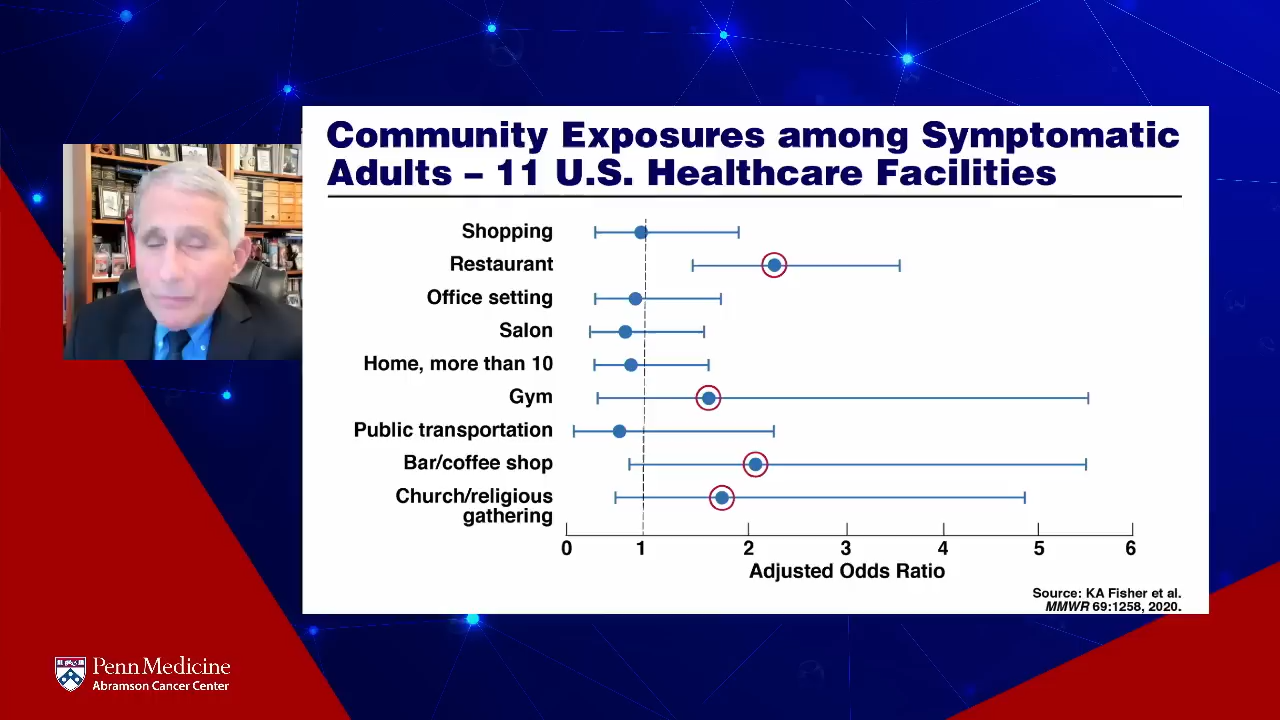 Community Exposures among Symptomatic
Adults – 11 U.S. Healthcare Facilities
Shopping
Restaurant
Office setting
Salon
Home, more than 10
Gym
Public transportation
Bar/coffee shop
Church/religious
gathering
0 1 2 3 4 5 6
Adjusted Odds Ratio
Source: KA Fisher et al.
MMWR 69:1258, 2020.
Penn Medicine
Abramson Cancer Center